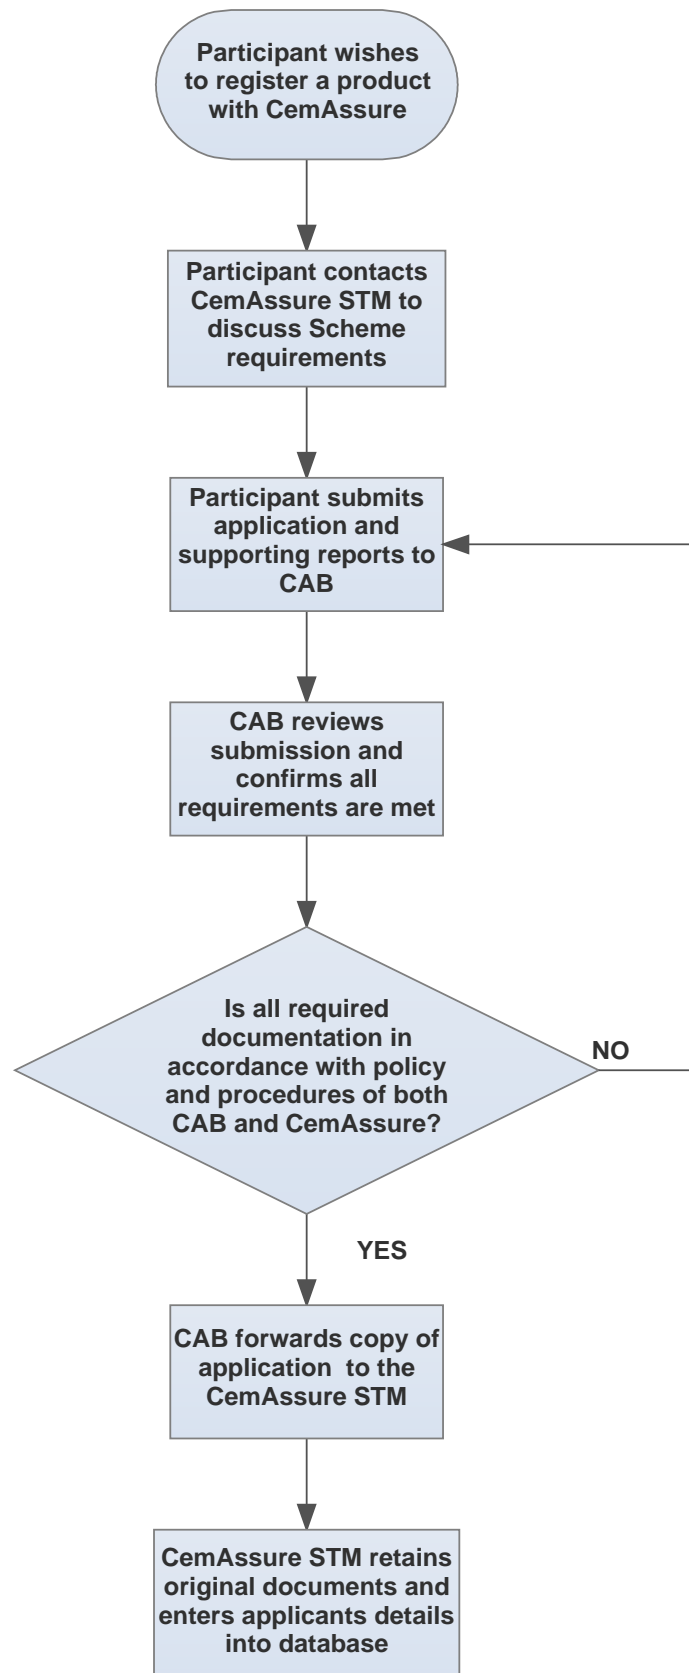 Participant wishes
to register a product
with CemAssure
Participant contacts
CemAssure STM to
discuss Scheme
requirements
Participant submits
application and
supporting reports to
CAB
CAB reviews
submission and
confirms all
requirements are met
Is all required
documentation in
accordance with policy
and procedures of both
CAB and CemAssure?
NO
YES
CAB forwards copy of
application to the
CemAssure STM
CemAssure STM retains
original documents and
enters applicants details
into database